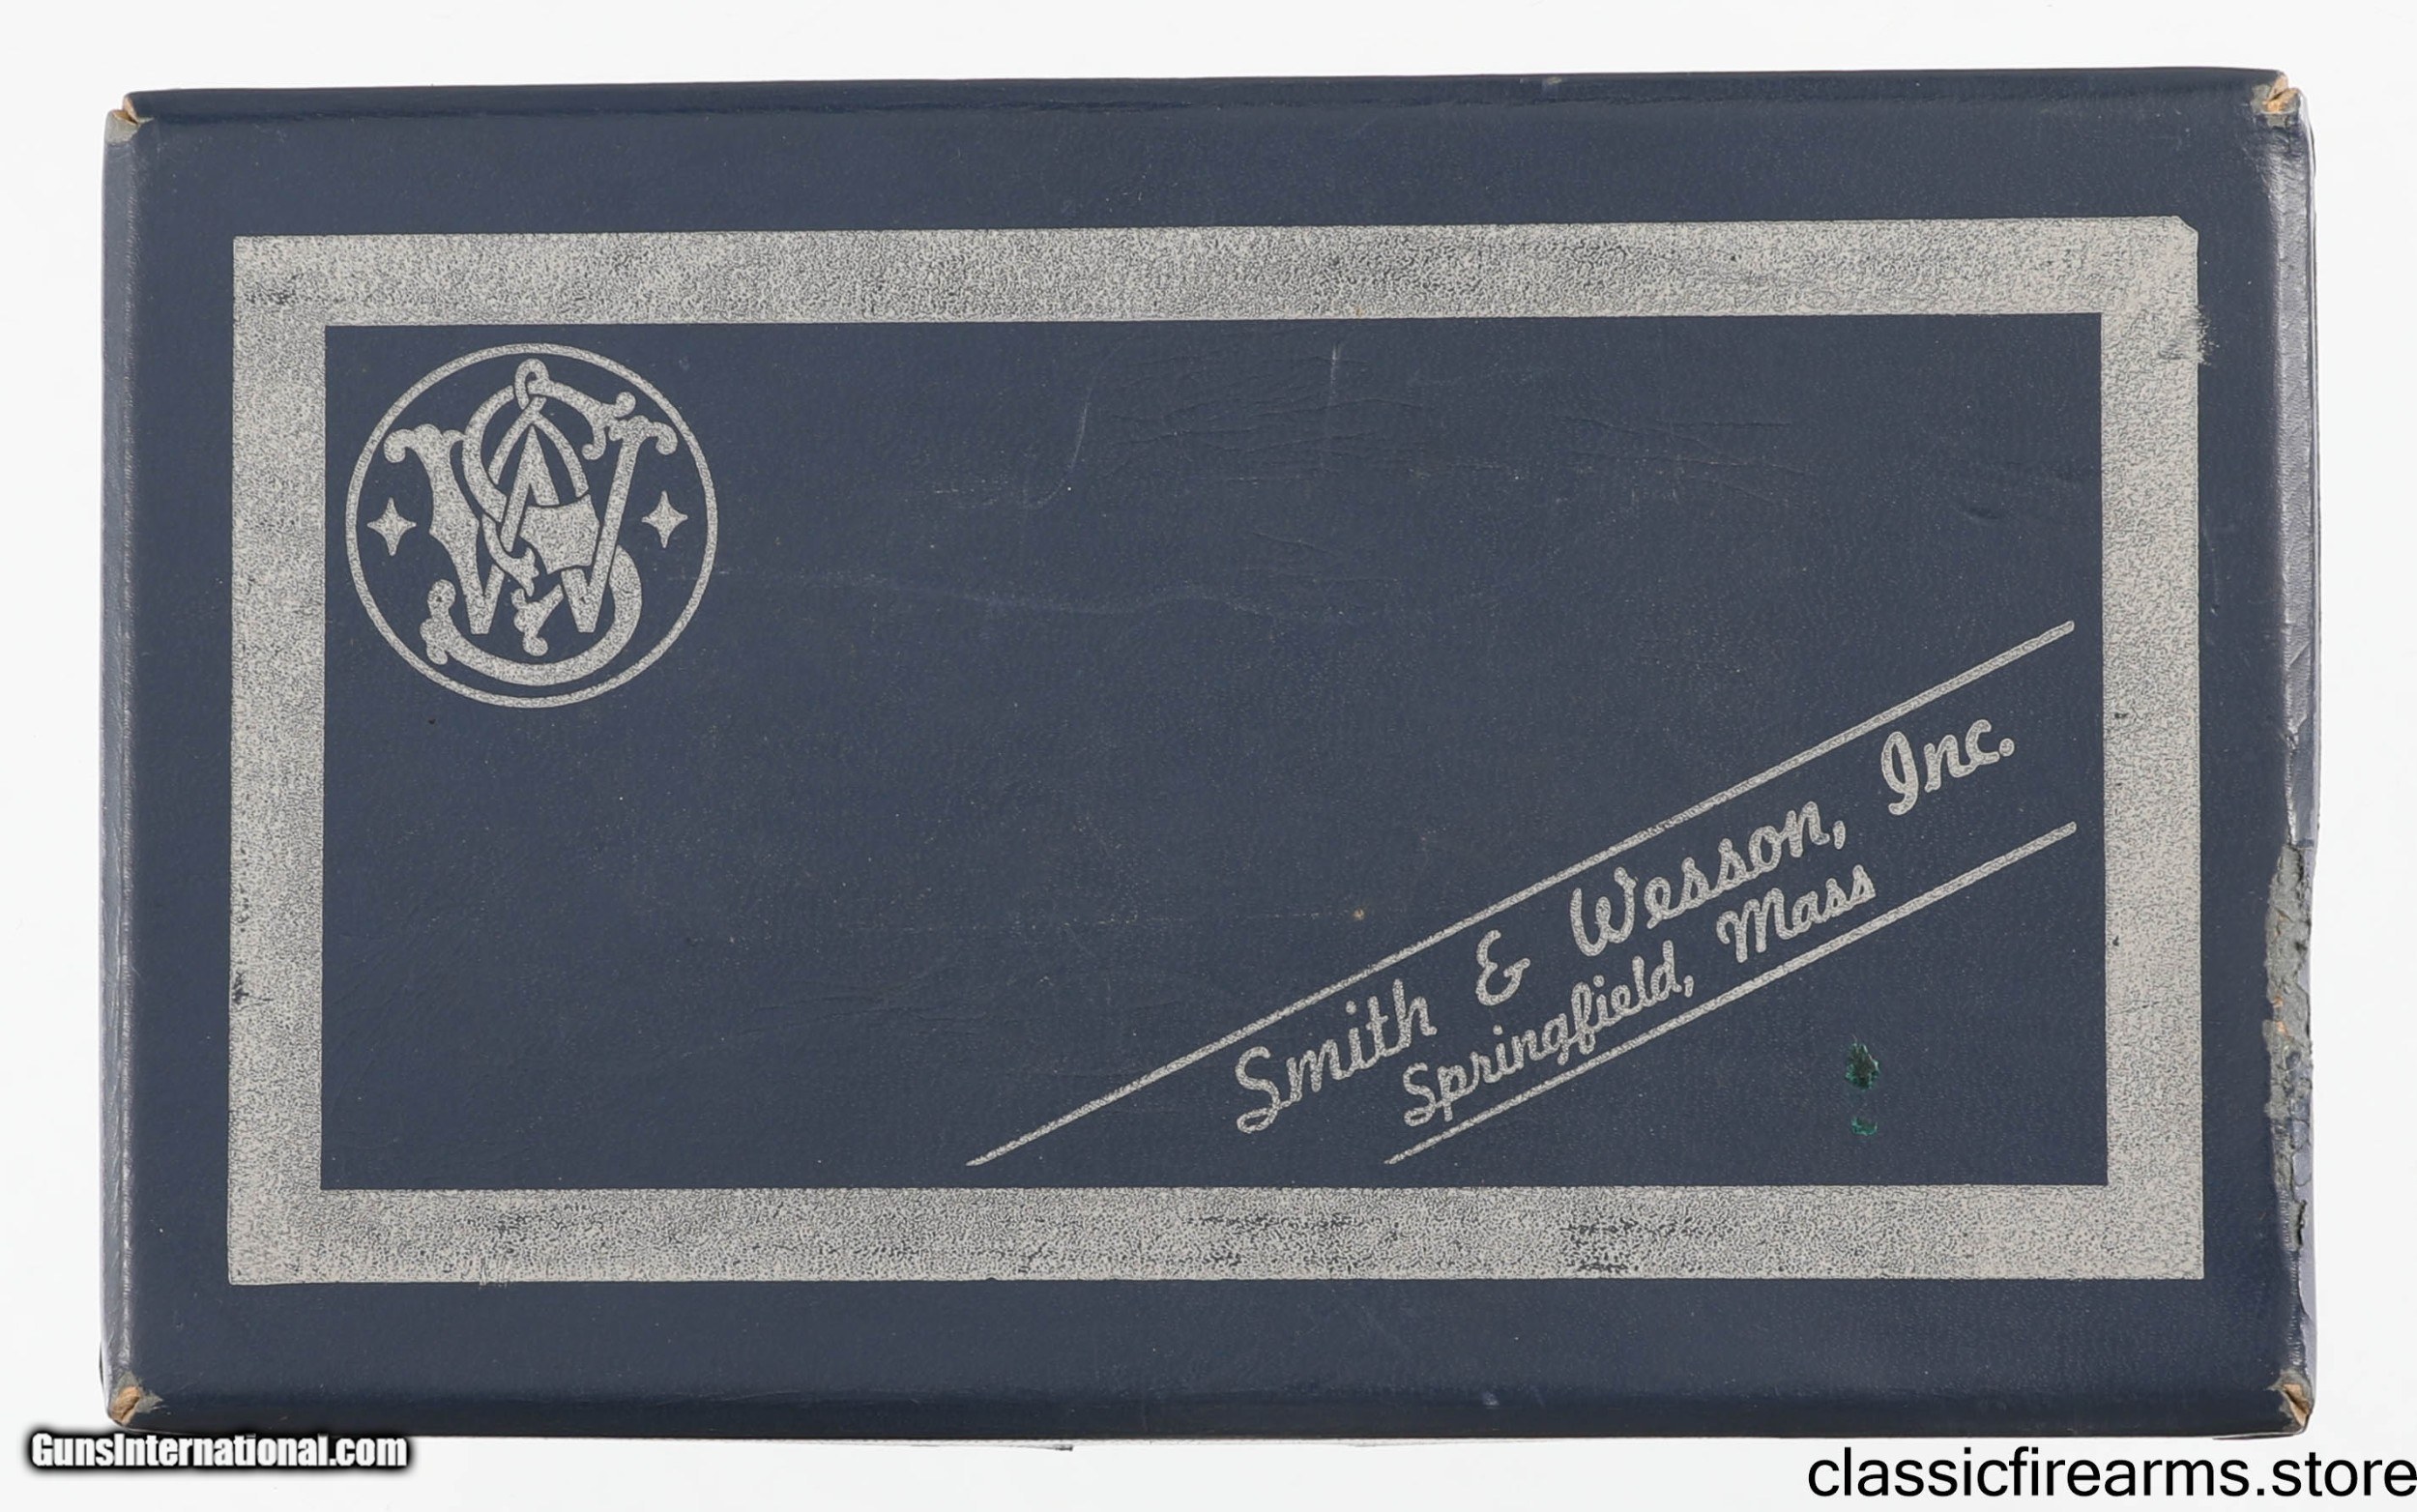 Smith & Wesson, Inc.
Springfield, Mass
GunsInternational.com
classicfirearms.store